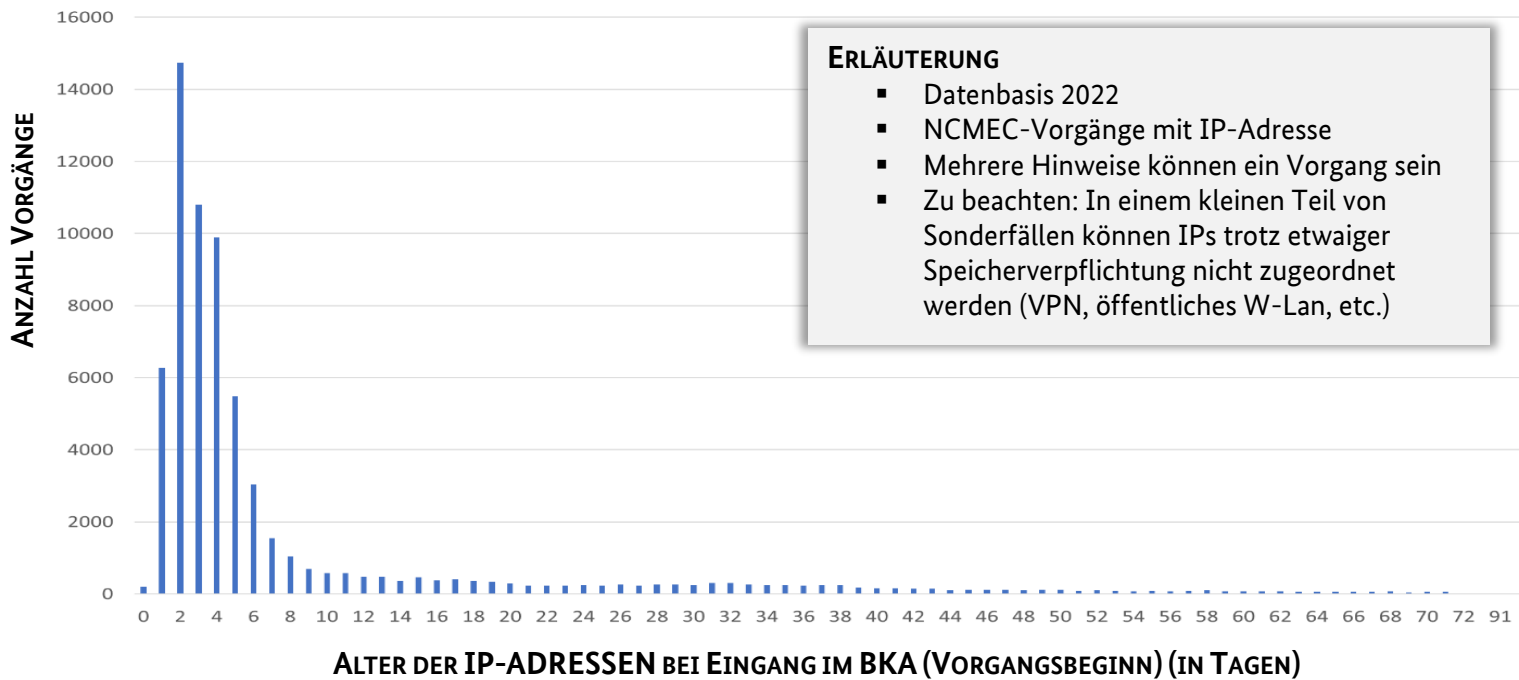 16000
14000
12000
10000
8000
6000
4000
2000
0
ANZAHL VORGÄNGE
ERLÄUTERUNG
▪ Datenbasis 2022
▪ NCMEC-Vorgänge mit IP-Adresse
▪ Mehrere Hinweise können ein Vorgang sein
▪ Zu beachten: In einem kleinen Teil von
Sonderfällen können IPs trotz etwaiger
Speicherverpflichtung nicht zugeordnet
werden (VPN, öffentliches W-Lan, etc.)
0 2 4 6 8 10 12 14 16 18 20 22 24 26 28 30 32 34 36 38 40 42 44 46 48 50 52 54 56 58 60 62 64 66 68 70 72 91
ALTER DER IP-ADRESSEN BEI EINGANG IM BKA (VORGANGSBEGINN) (IN TAGEN)